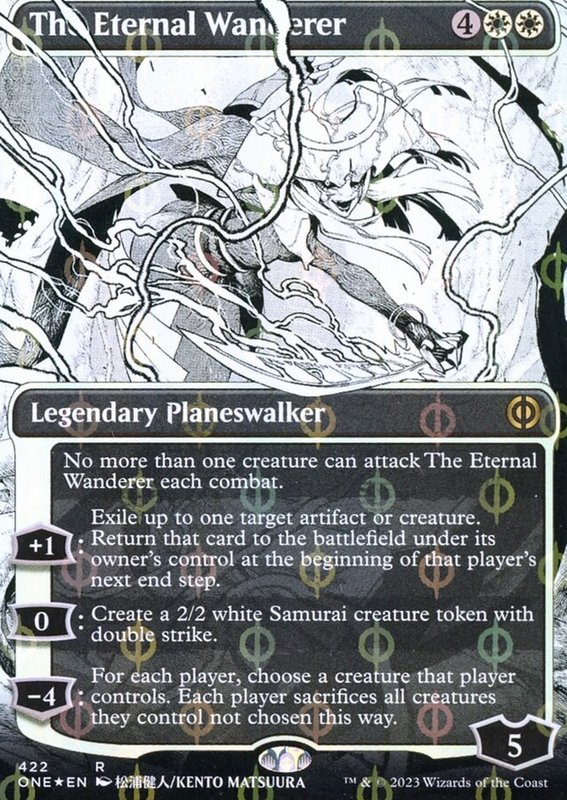 The Eternal Wanderer 4
Legendary Planeswalker
No more than one creature can attack The Eternal
Wanderer each combat.
Exile up to one target artifact or creature.
+1: Return that card to the battlefield under its
owner's control at the beginning of that player's
next end step.
0: Create a 2/2 white Samurai creature token with
double strike.
For each player, choose a creature that player
-4: controls. Each player sacrifices all creatures
they control not chosen this way.
5
422 R
ONE★EN 松浦健人/KENTO MATSUURA ™ & © 2023 Wizards of the Coast